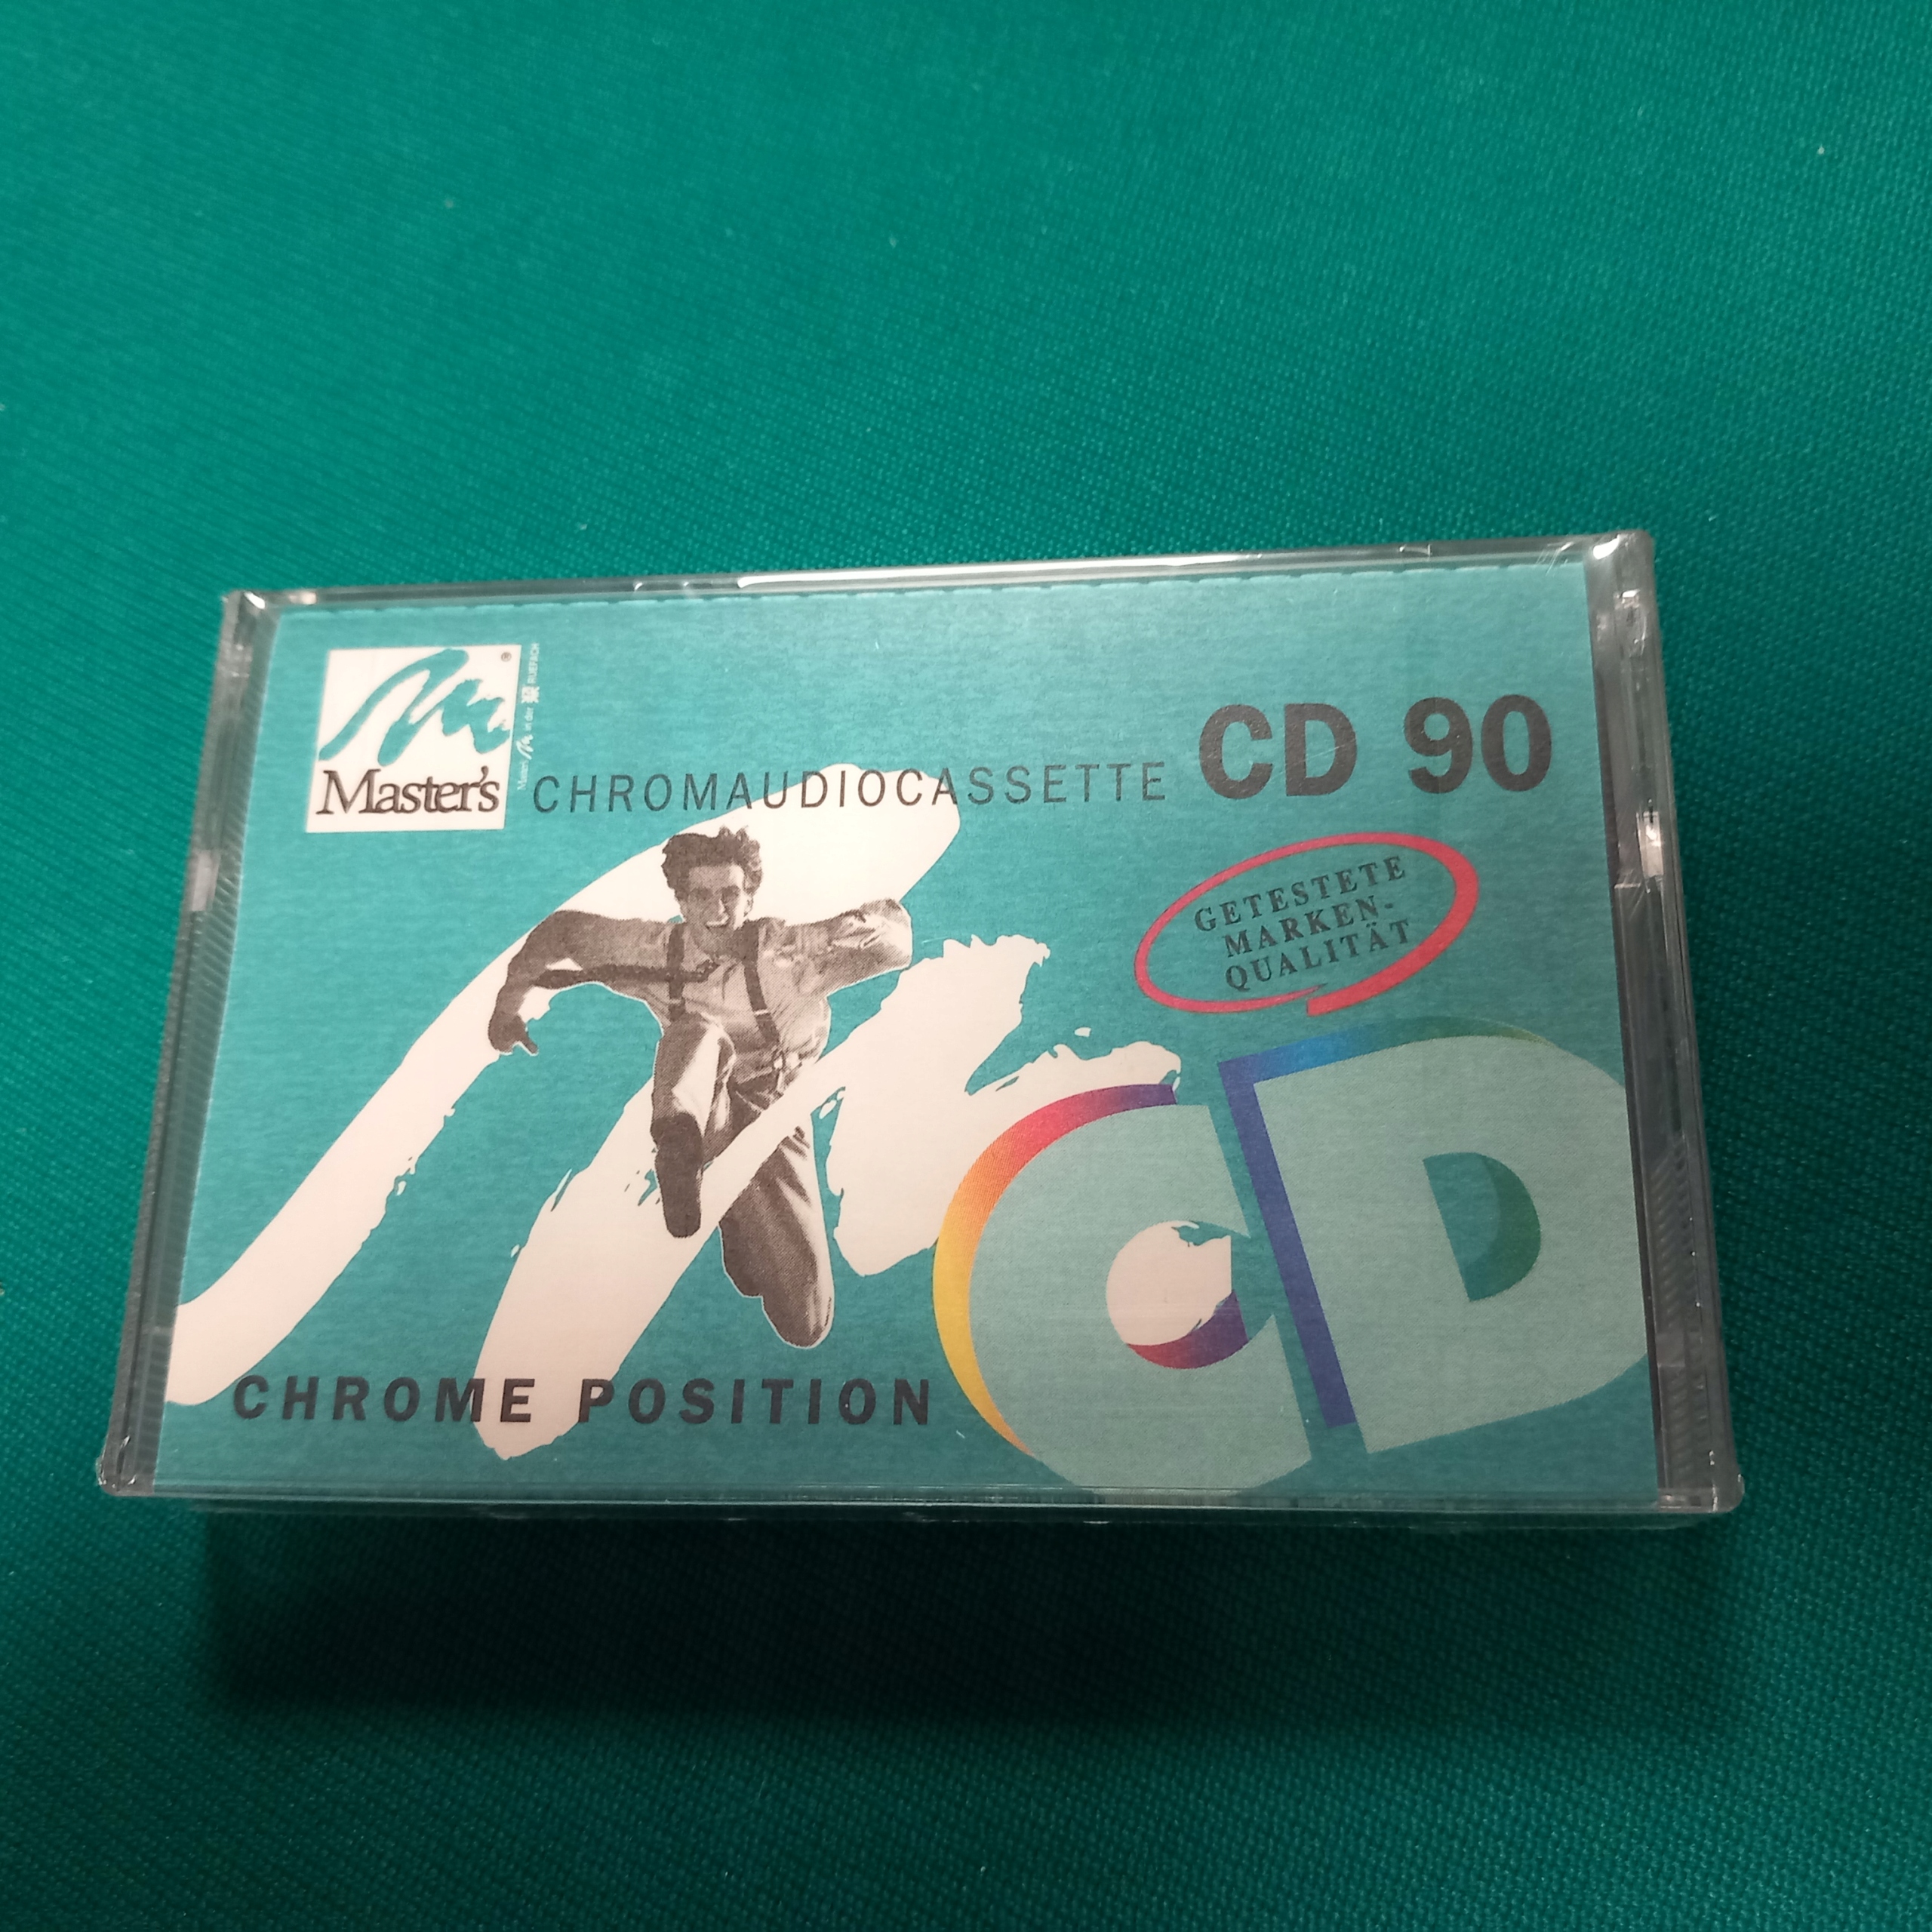 ®
Master's
CHROMAUDIOCASSETTE CD 90
GETESTETE
MARKEN-
QUALITÄT
CD
CHROME POSITION